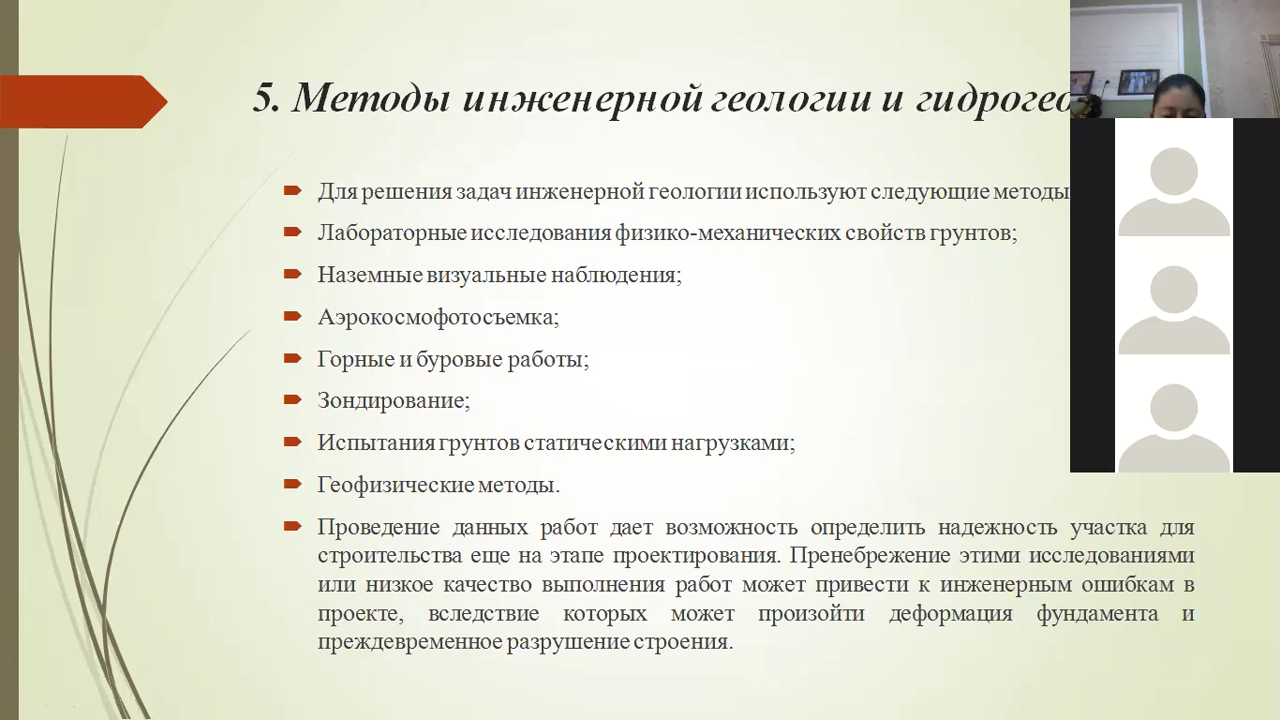 5. Методы инженерной геологии и
Для решения задач инженерной геологии используют следующие методы
Лабораторные исследования физико-механических свойств грунтов;
Наземные визуальные наблюдения;
Аэрокосмофотосъемка;
Горные и буровые работы;
Зондирование;
Испытания грунтов статическими нагрузками;
Геофизические методы.
Проведение данных работ дает возможность определить надежность участка для
строительства еще на этапе проектирования. Пренебрежение этими исследованиями
или низкое качество выполнения работ может привести к инженерным ошибкам в
проекте, вследствие которых может произойти деформация фундамента и
преждевременное разрушение строения.